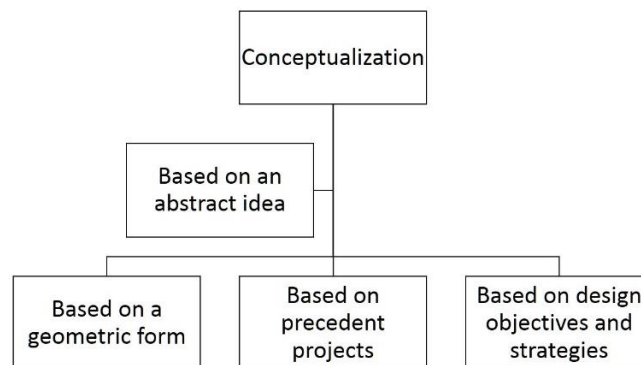 Conceptualization
Based on an
abstract idea
Based on a
geometric form
Based on
precedent
projects
Based on design
objectives and
strategies